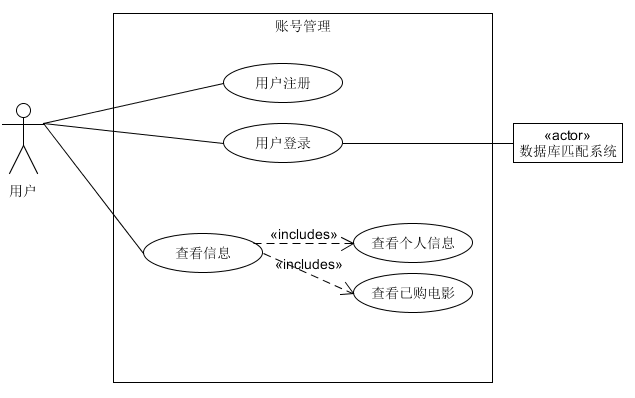 账号管理
用户注册
用户登录
«actor»
数据库匹配系统
用户
查看信息
«includes»
查看个人信息
«includes»
查看已购电影